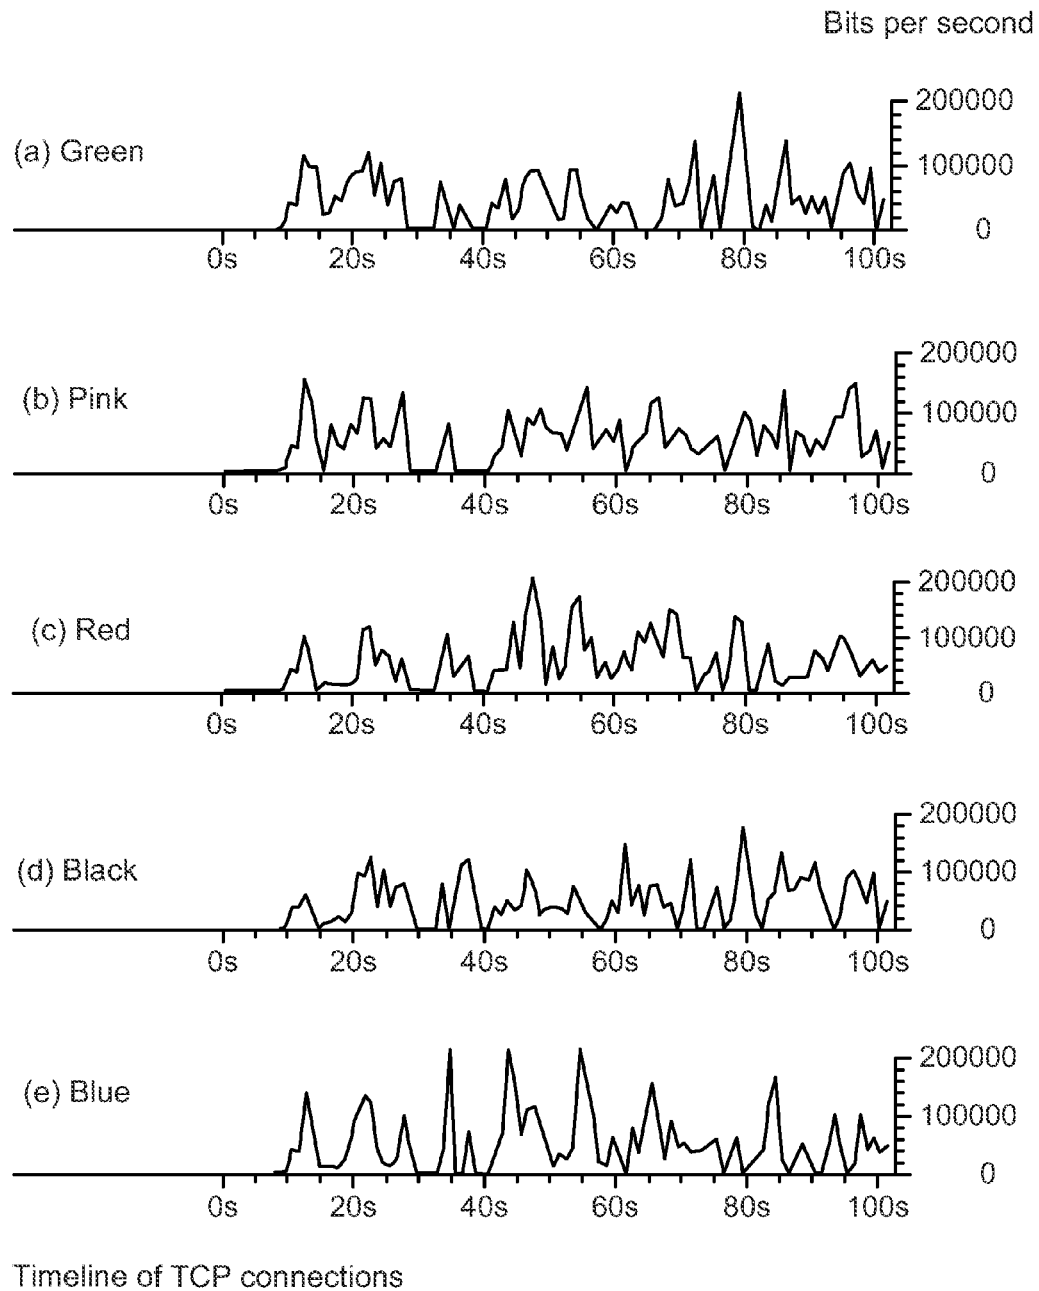 Bits per second
200000
(a) Green
100000
0
0s 20s 40s 60s 80s 100s
200000
(b) Pink
100000
0
0s 20s 40s 60s 80s 100s
200000
(c) Red
100000
0
0s 20s 40s 60s 80s 100s
200000
(d) Black
100000
0
0s 20s 40s 60s 80s 100s
200000
(e) Blue
100000
0
0s 20s 40s 60s 80s 100s
Timeline of TCP connections